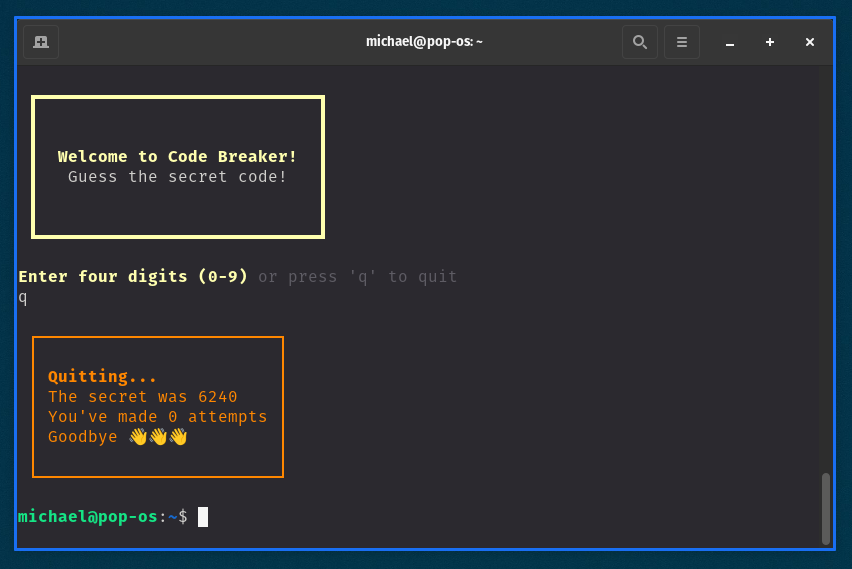 michael@pop-os: ~
Welcome to Code Breaker!
Guess the secret code!
Enter four digits (0-9) or press 'q' to quit
q
Quitting...
The secret was 6240
You've made 0 attempts
Goodbye 👋👋👋
michael@pop-os:~$